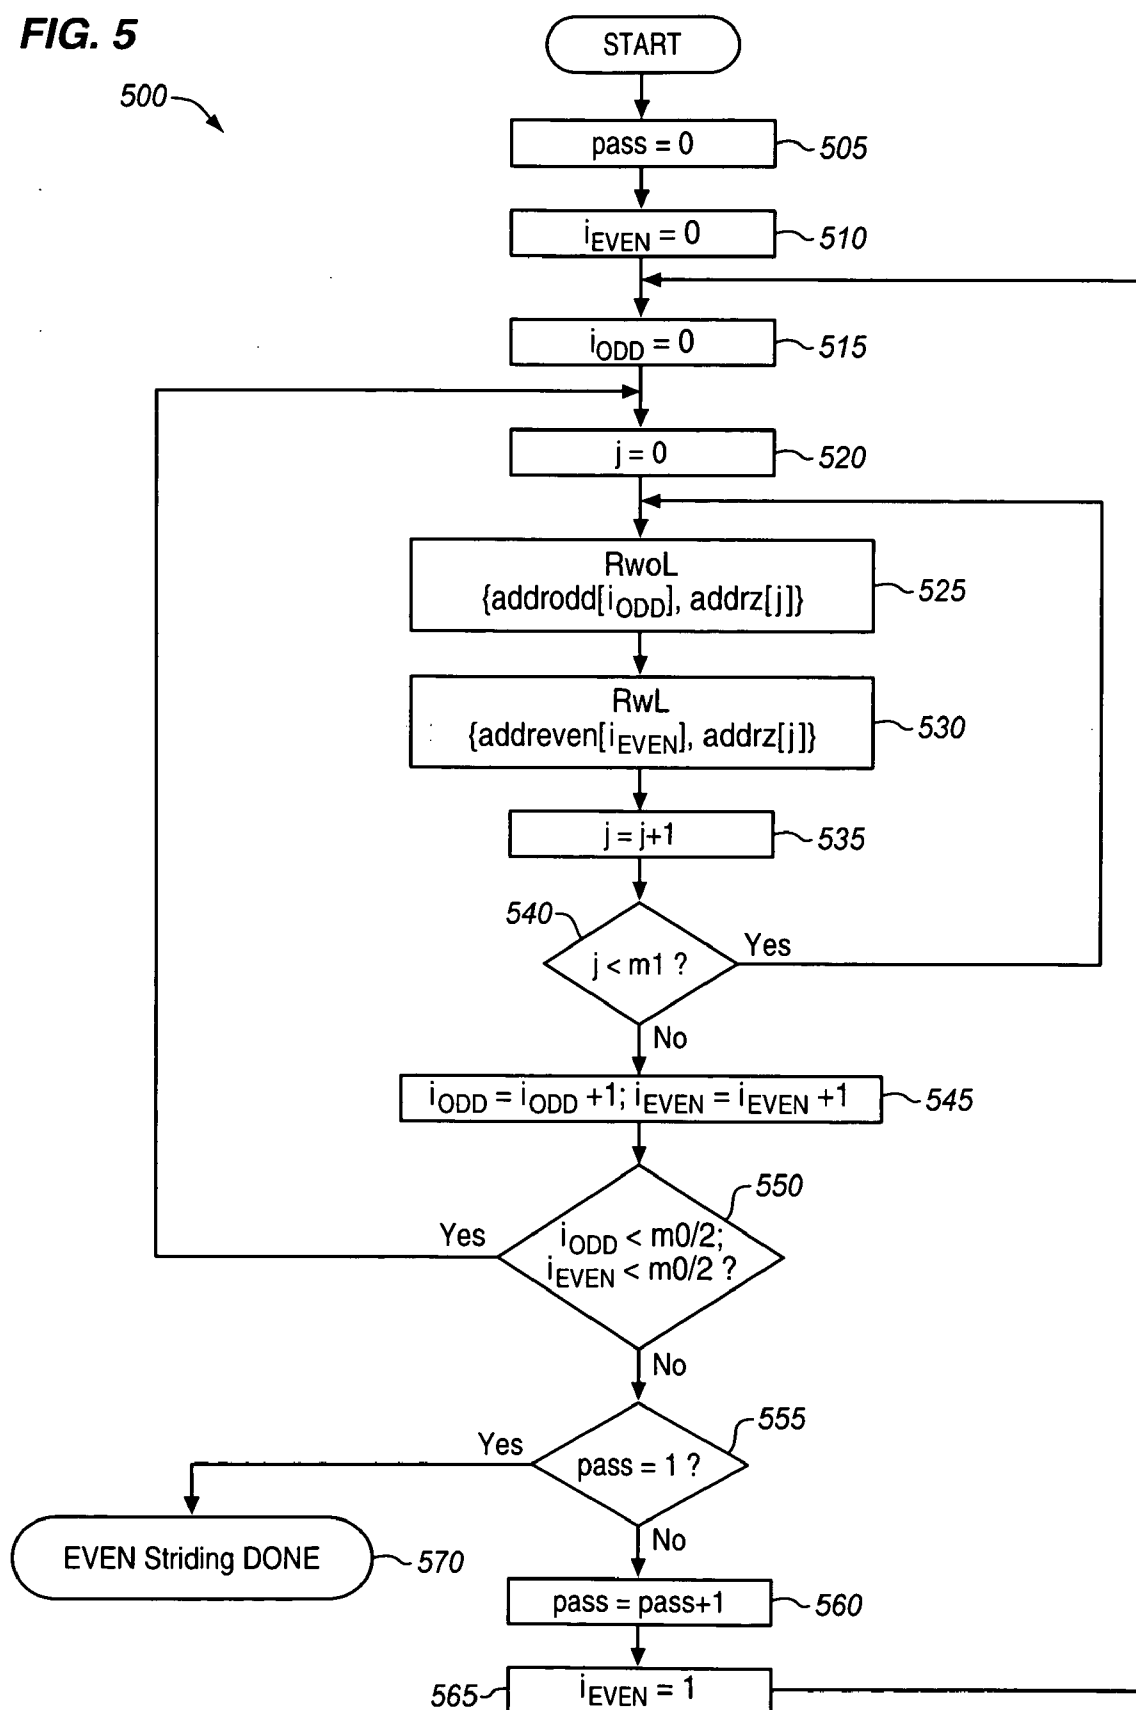 FIG. 5
START
500
pass = 0
505
iEVEN = 0
510
iODD = 0
515
j = 0
520
RwoL
{addrodd[iODD], addrz[j]}
525
RwL
{addreven[iEVEN], addrz[j]}
530
j = j+1
535
540
j < m1 ?
Yes
No
iODD = iODD +1; iEVEN = iEVEN +1
545
550
Yes
iODD < m0/2;
iEVEN < m0/2 ?
No
555
Yes
pass = 1 ?
No
EVEN Striding DONE
570
pass = pass+1
560
565
iEVEN = 1